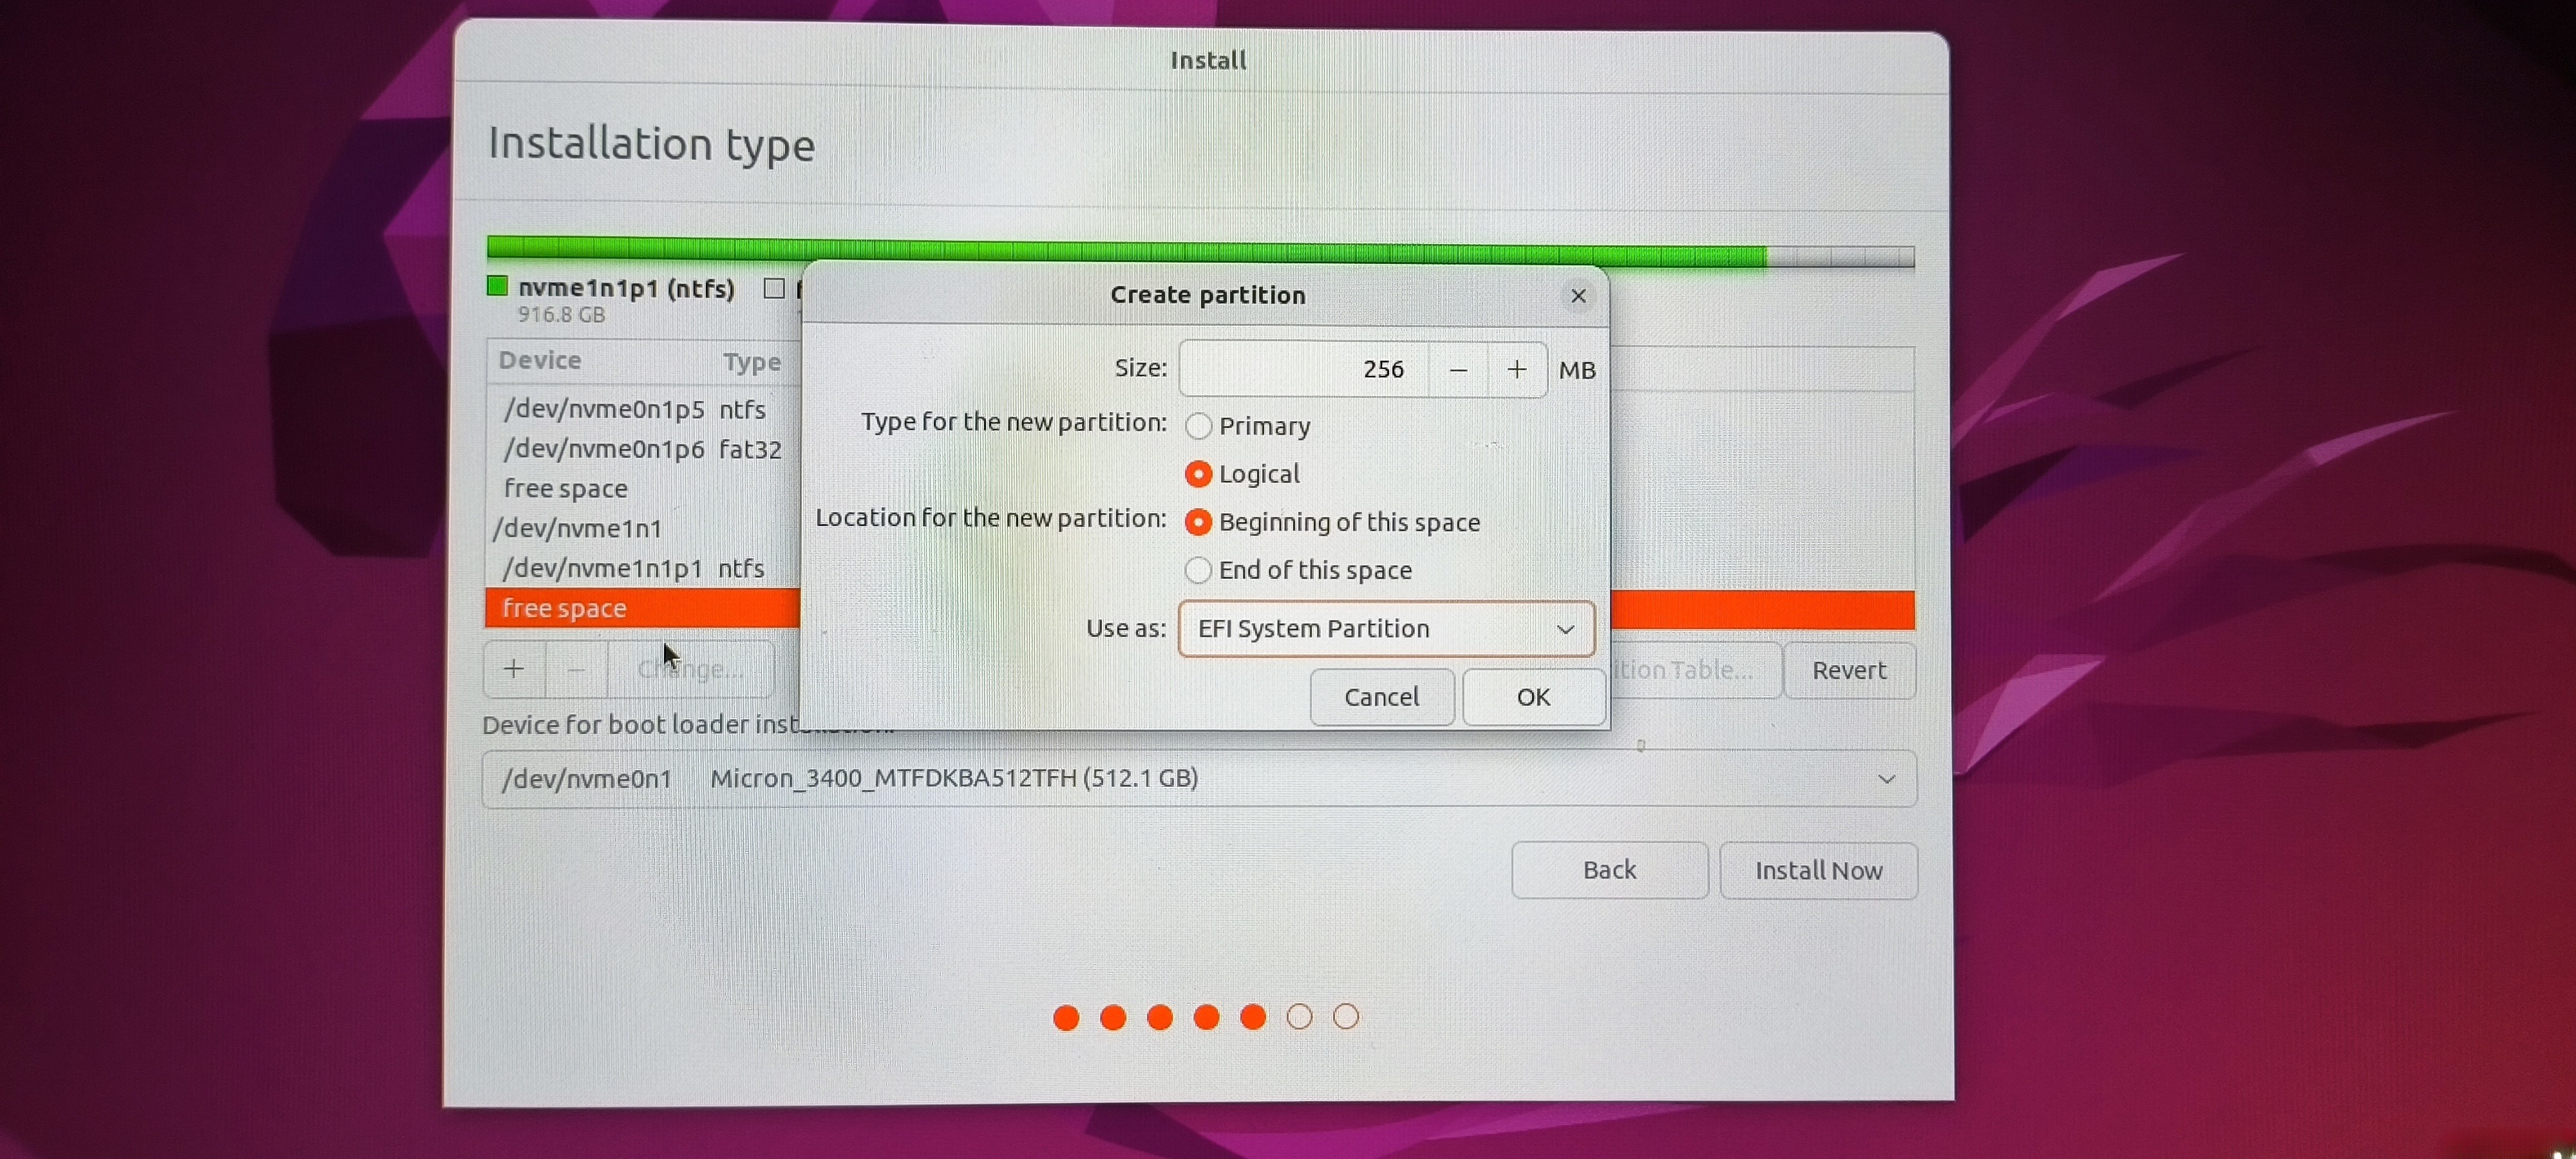 Install
Installation type
nvme1n1p1 (ntfs)
916.8 GB
Create partition
Size: 256 MB
Type for the new partition: Primary
Logical
Location for the new partition: Beginning of this space
End of this space
Use as: EFI System Partition
Cancel OK
Device Type
/dev/nvme0n1p5 ntfs
/dev/nvme0n1p6 fat32
free space
/dev/nvme1n1
/dev/nvme1n1p1 ntfs
free space
+ − Change... ition Table... Revert
Device for boot loader inst
/dev/nvme0n1 Micron_3400_MTFDKBA512TFH (512.1 GB)
Back Install Now